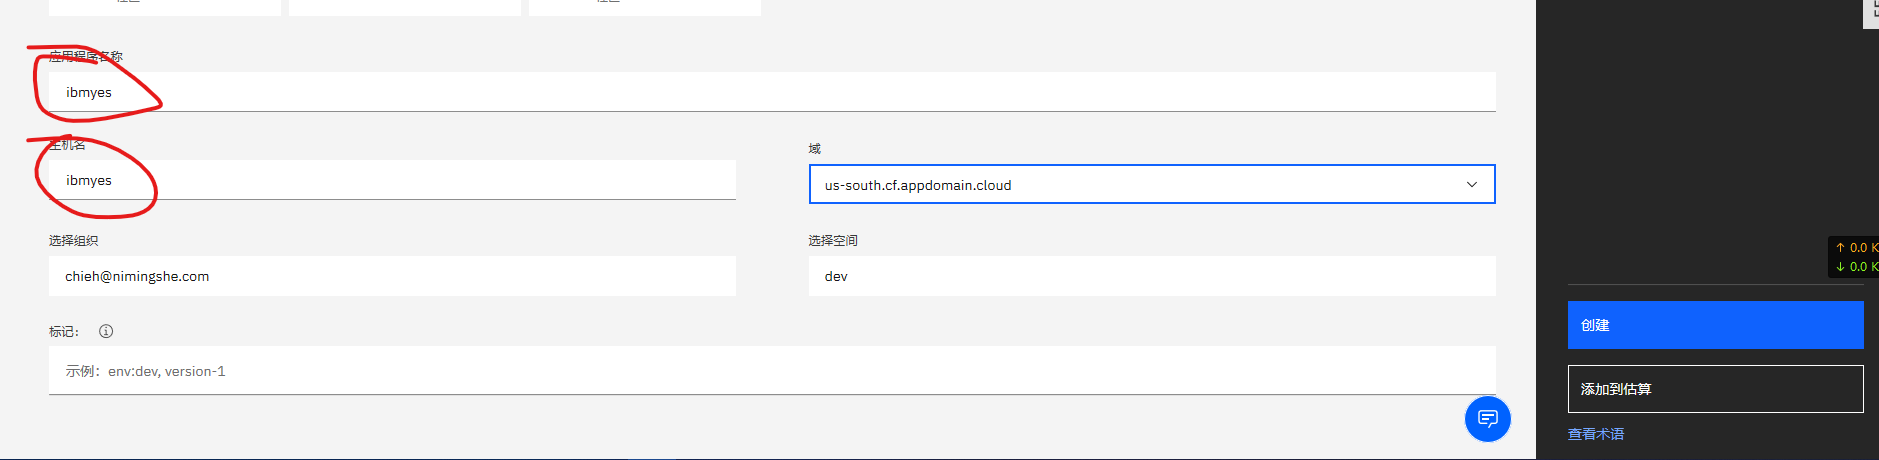 应用程序名称
ibmyes
主机名
域
ibmyes
us-south.cf.appdomain.cloud
选择组织
选择空间
chieh@nimingshe.com
dev
标记:
示例：env:dev, version-1
↑ 0.0 K
↓ 0.0 K
创建
添加到估算
查看术语